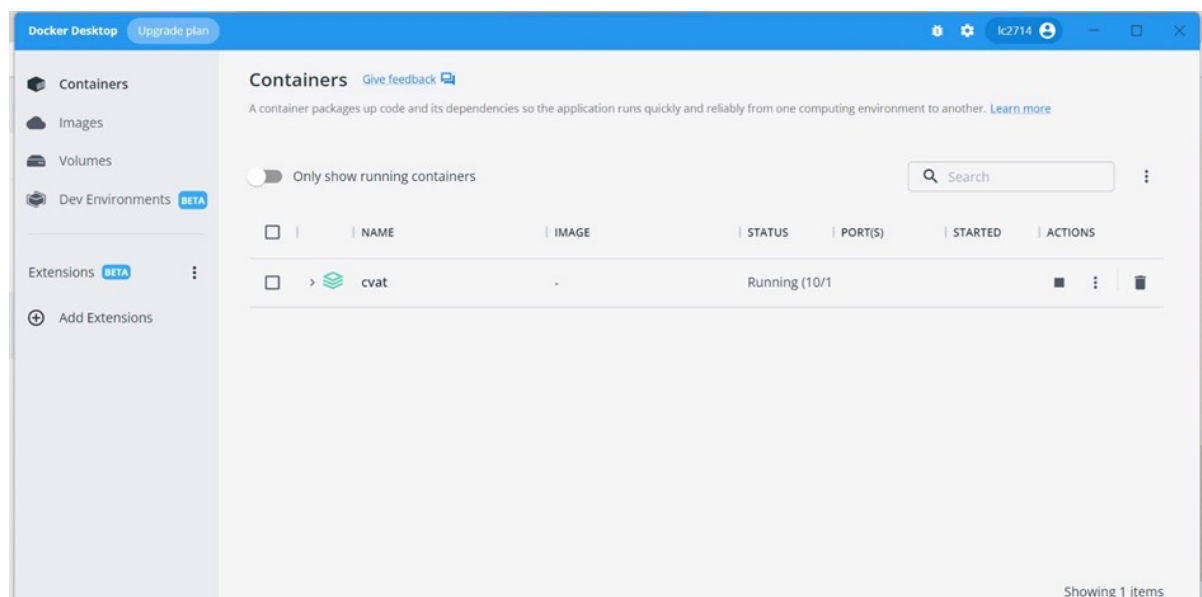 Docker Desktop Upgrade plan lc2714
Containers
Images
Volumes
Dev Environments BETA
Extensions BETA
Add Extensions
Containers Give feedback
A container packages up code and its dependencies so the application runs quickly and reliably from one computing environment to another. Learn more
Only show running containers
Search
NAME IMAGE STATUS PORT(S) STARTED ACTIONS
cvat - Running (10/1
Showing 1 items